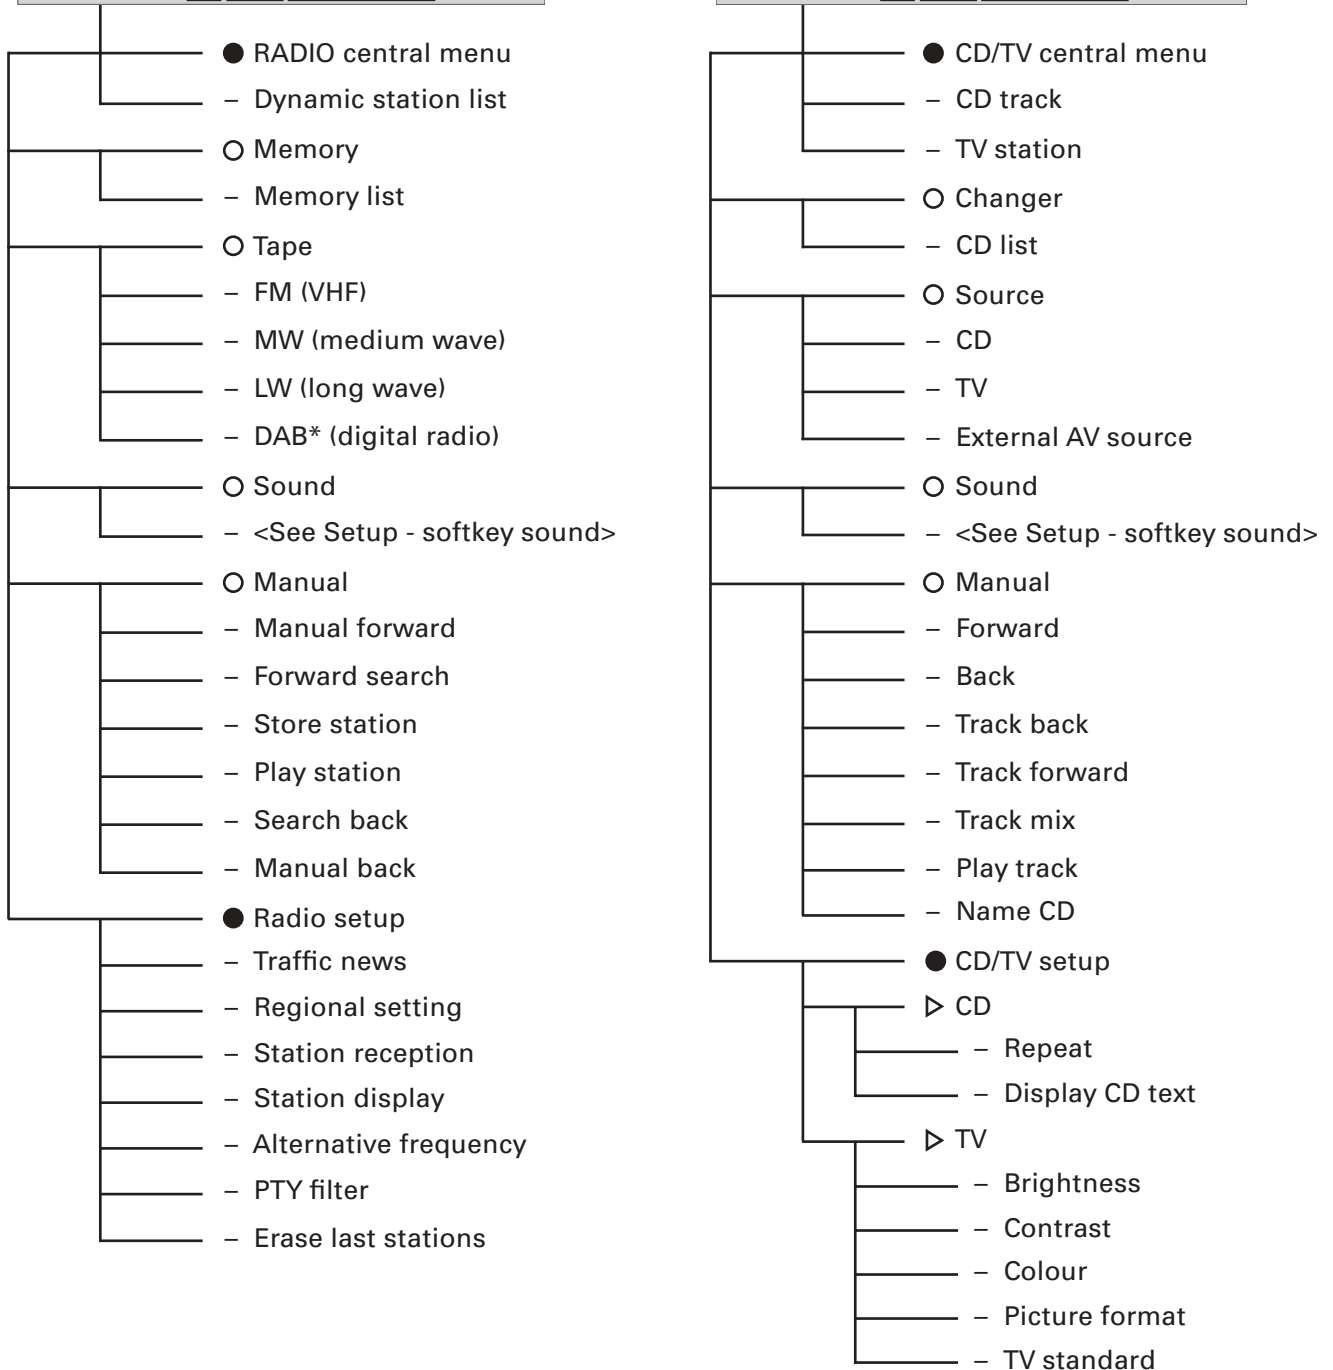 RADIO central menu
– Dynamic station list
Memory
– Memory list
Tape
– FM (VHF)
– MW (medium wave)
– LW (long wave)
– DAB* (digital radio)
Sound
– <See Setup - softkey sound>
Manual
– Manual forward
– Forward search
– Store station
– Play station
– Search back
– Manual back
Radio setup
– Traffic news
– Regional setting
– Station reception
– Station display
– Alternative frequency
– PTY filter
– Erase last stations
CD/TV central menu
– CD track
– TV station
Changer
– CD list
Source
– CD
– TV
– External AV source
Sound
– <See Setup - softkey sound>
Manual
– Forward
– Back
– Track back
– Track forward
– Track mix
– Play track
– Name CD
CD/TV setup
CD
– Repeat
– Display CD text
TV
– Brightness
– Contrast
– Colour
– Picture format
– TV standard